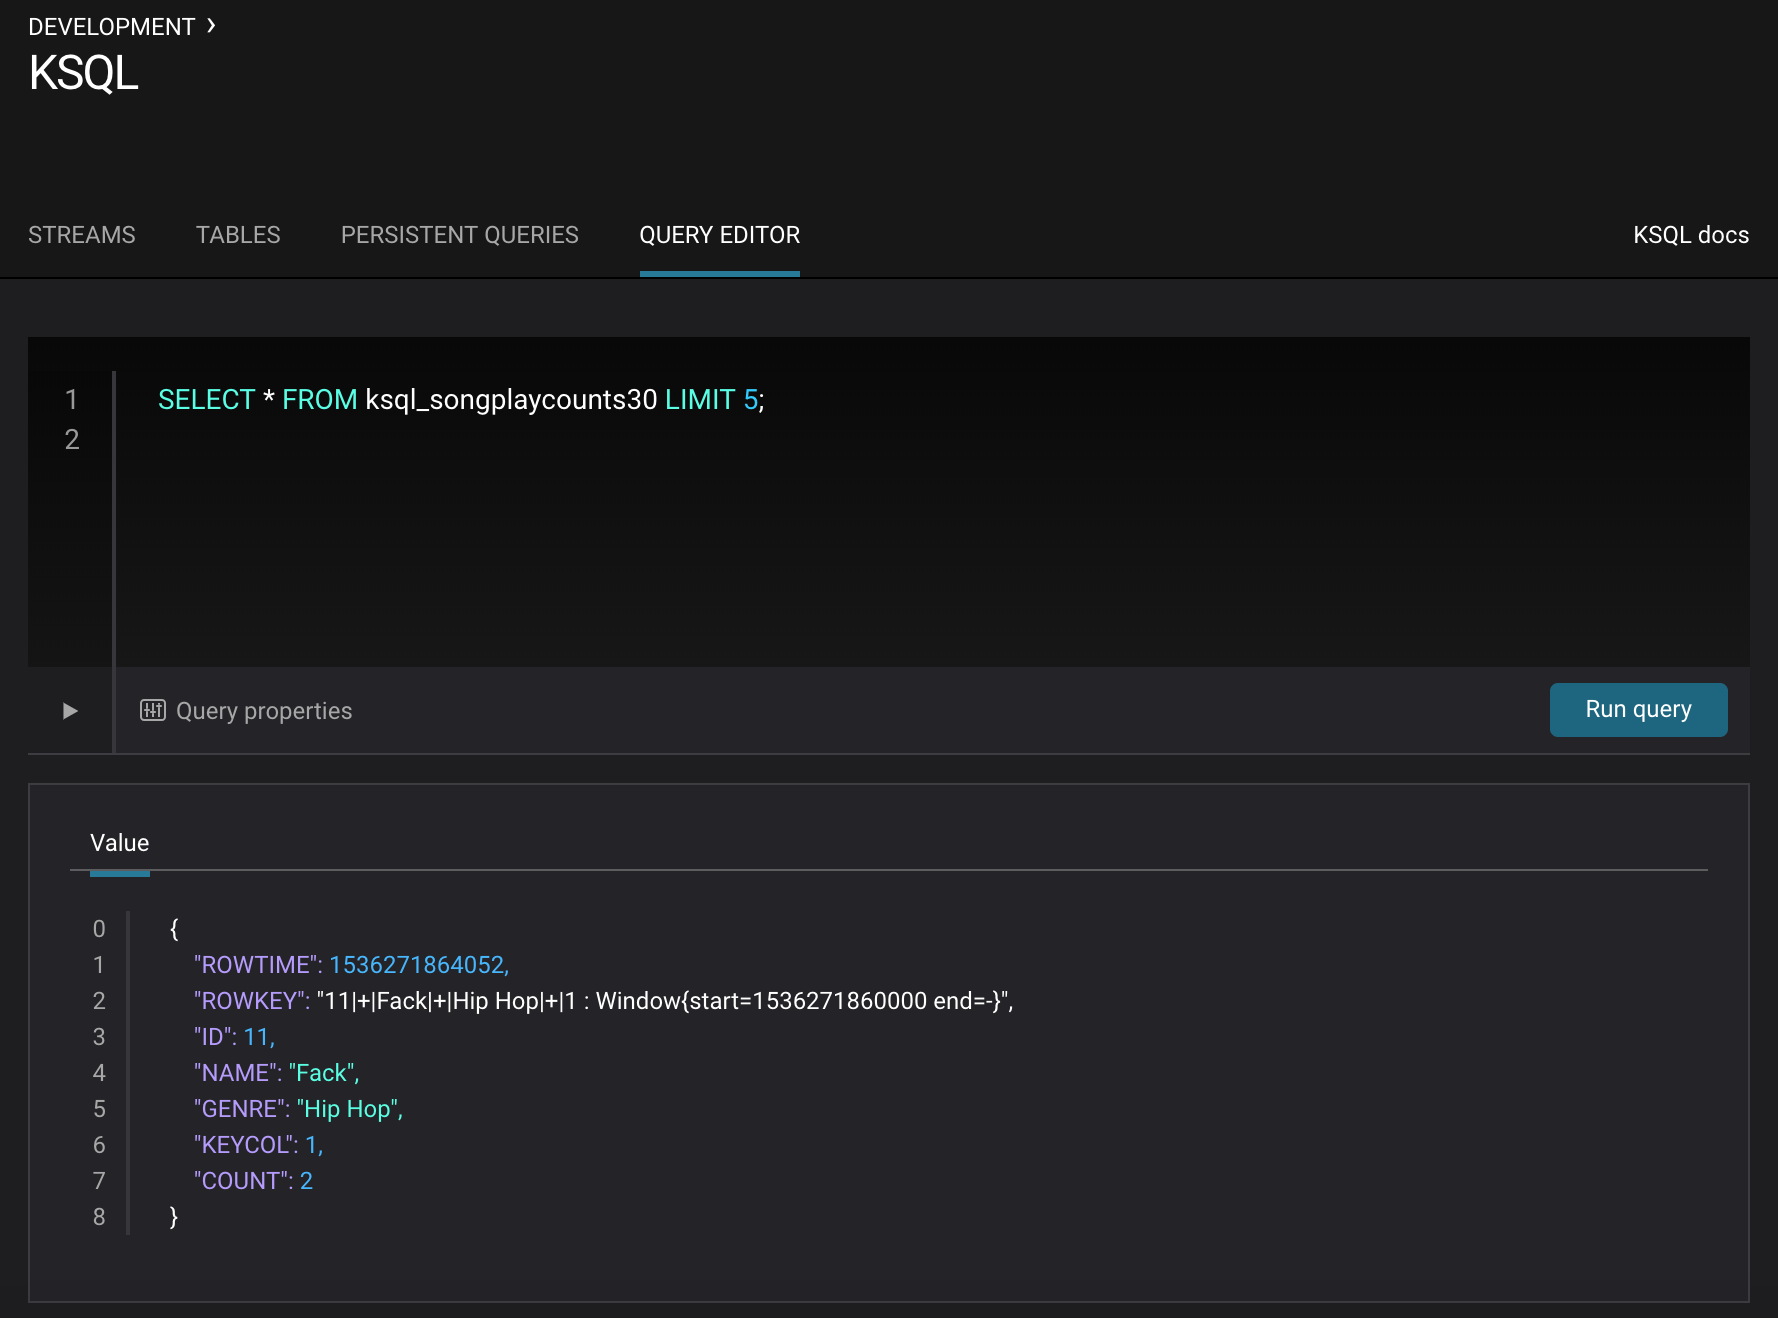 DEVELOPMENT ›
KSQL
STREAMS TABLES PERSISTENT QUERIES QUERY EDITOR KSQL docs
1 SELECT * FROM ksql_songplaycounts30 LIMIT 5;
2
Query properties Run query
Value
0 {
1 "ROWTIME": 1536271864052,
2 "ROWKEY": "11|+|Fack|+|Hip Hop|+|1 : Window{start=1536271860000 end=-}",
3 "ID": 11,
4 "NAME": "Fack",
5 "GENRE": "Hip Hop",
6 "KEYCOL": 1,
7 "COUNT": 2
8 }